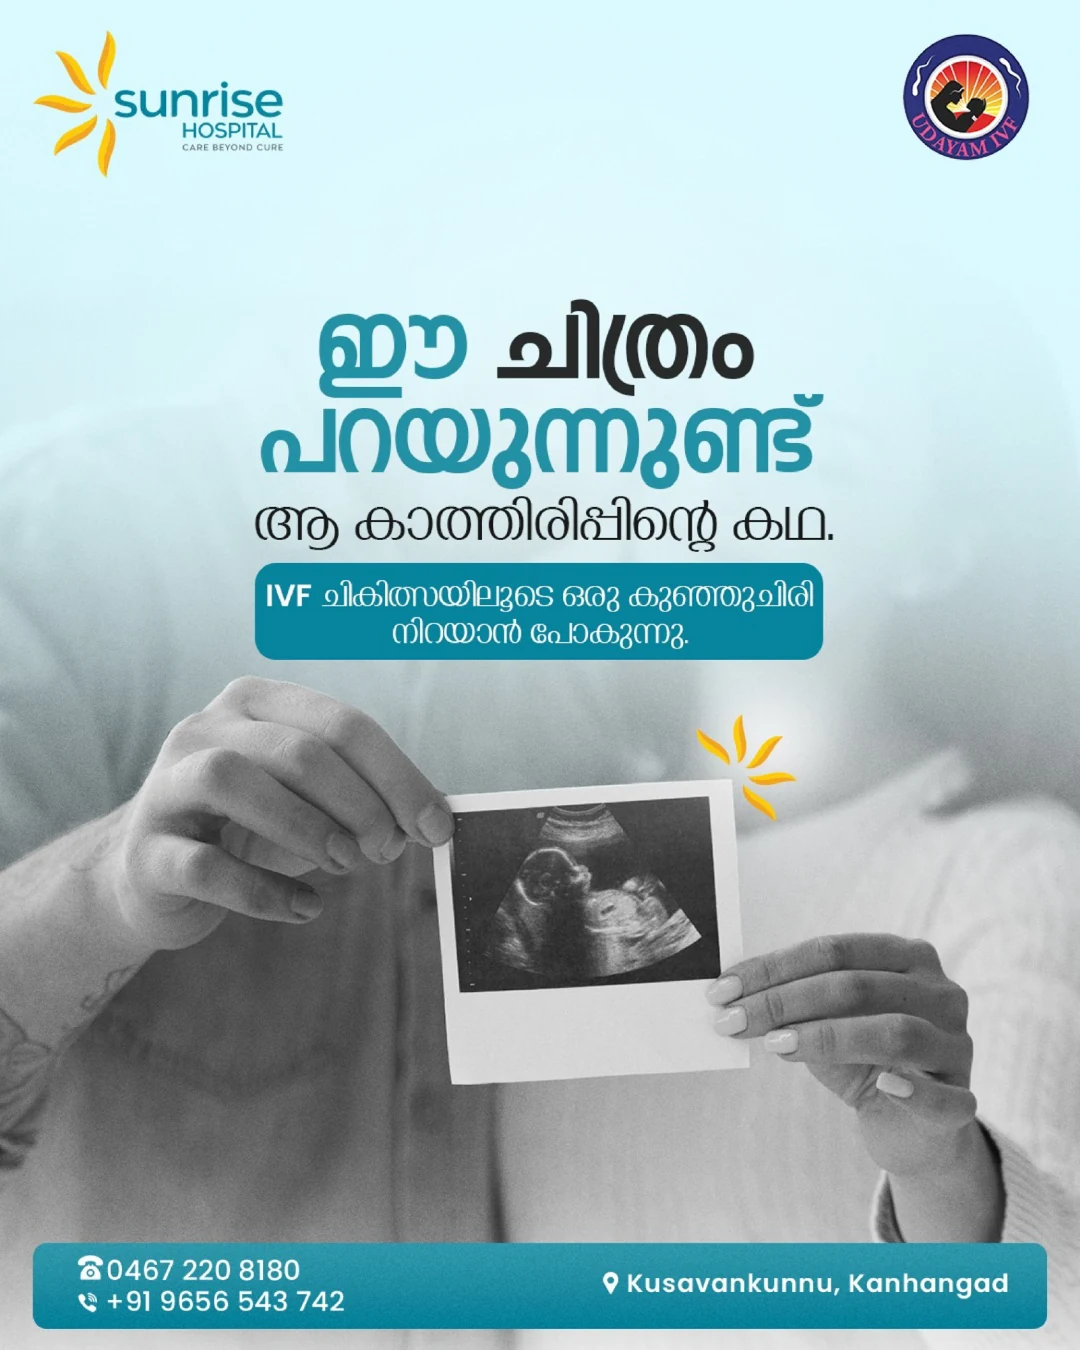 sunrise
HOSPITAL
CARE BEYOND CURE
UDAYAM IVF
ഈ ചിത്രം
പറയുന്നുണ്ട്
ആ കാത്തിരിപ്പിന്റെ കഥ.
IVF ചികിത്സയിലൂടെ ഒരു കുഞ്ഞുചിരി
നിറയാൻ പോകുന്നു.
0467 220 8180
+91 9656 543 742
Kusavankunnu, Kanhangad